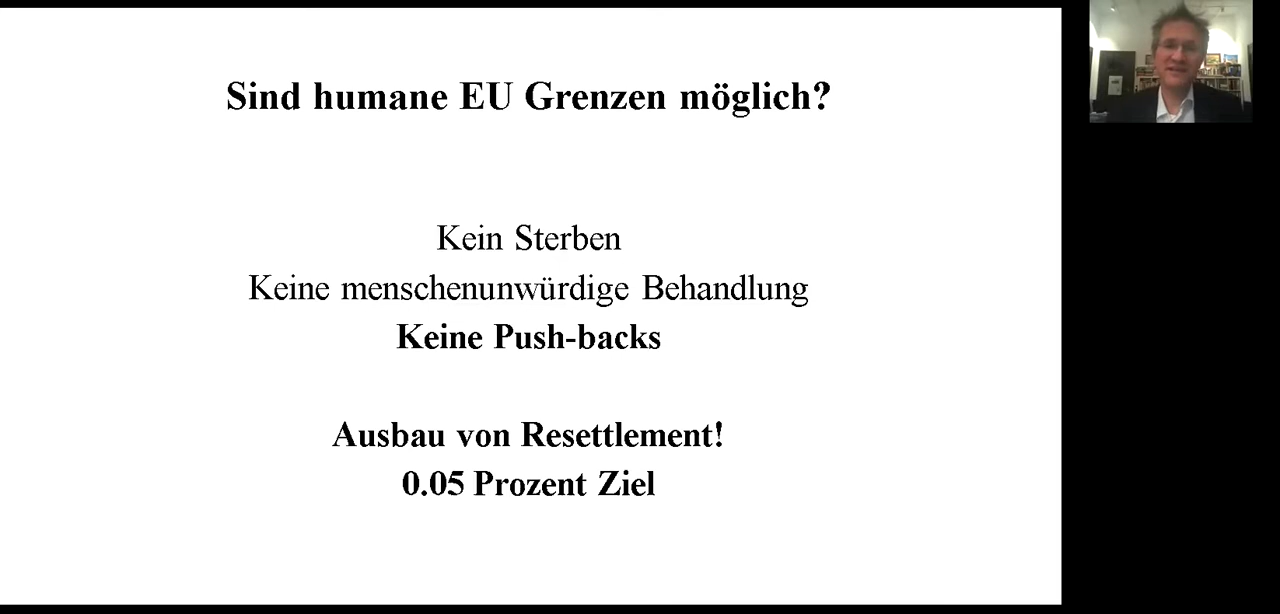 Sind humane EU Grenzen möglich?
Kein Sterben
Keine menschenunwürdige Behandlung
Keine Push-backs
Ausbau von Resettlement!
0.05 Prozent Ziel